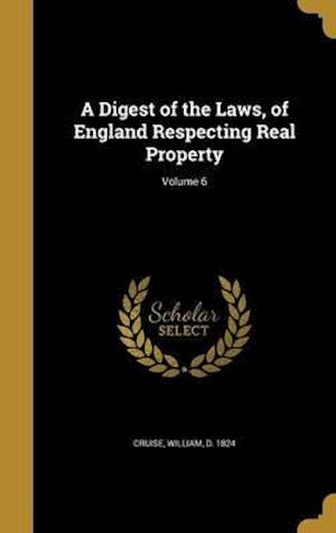 A Digest of the Laws, of
England Respecting Real
Property
Volume 6
Scholar
SELECT
CRUISE, WILLIAM, D. 1824